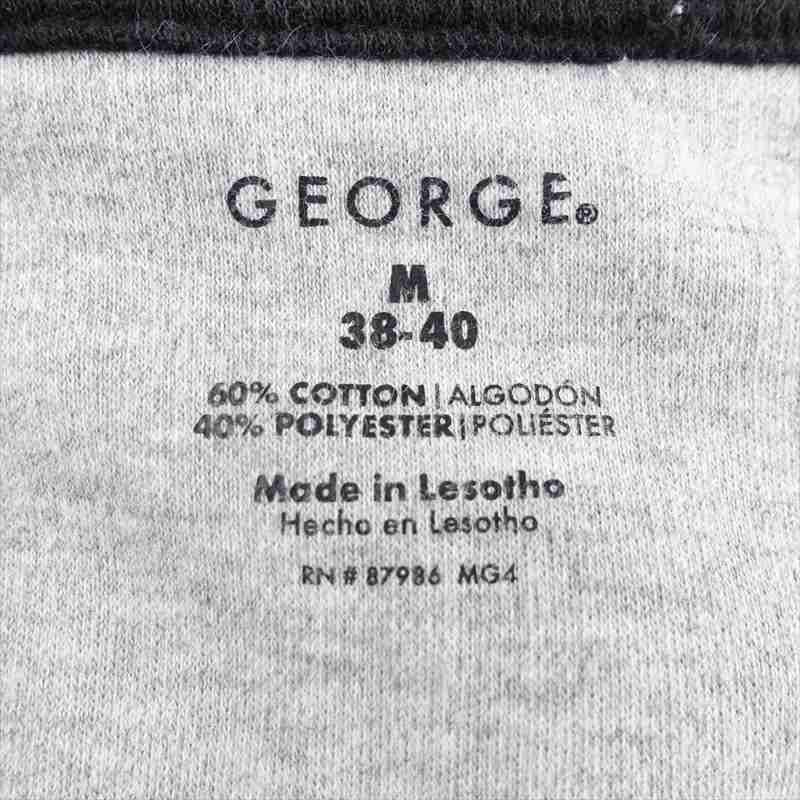 GEORGE®
M
38-40
60% COTTON | ALGODÓN
40% POLYESTER | POLIÉSTER
Made in Lesotho
Hecho en Lesotho
RN # 87986 MG4